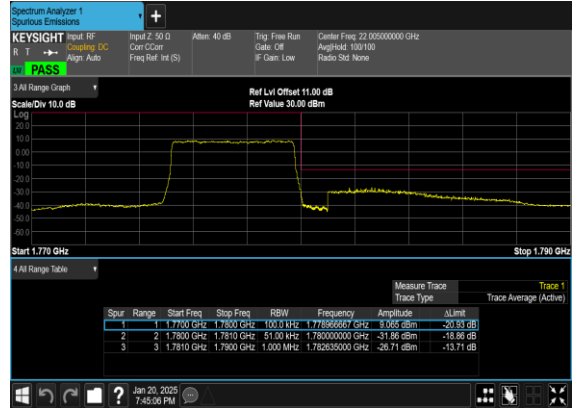 Spectrum Analyzer 1
Spurious Emissions
+
KEYSIGHT Input: RF Input Z: 50 Ω Atten: 40 dB Trig: Free Run Center Freq: 22.005000000 GHz
R T Coupling: DC Corr CCorr Gate: Off Avg|Hold: 100/100
Align: Auto Freq Ref: Int (S) IF Gain: Low Radio Std: None
LW PASS
3 All Range Graph
Ref Lvl Offset 11.00 dB
Scale/Div 10.0 dB Ref Value 30.00 dBm
Log
20.0
10.0
0.00
-10.0
-20.0
-30.0
-40.0
-50.0
-60.0
Start 1.770 GHz Stop 1.790 GHz
4 All Range Table
Measure Trace Trace 1
Trace Type Trace Average (Active)
Spur Range Start Freq Stop Freq RBW Frequency Amplitude ΔLimit
1 1 1.7700 GHz 1.7800 GHz 100.0 kHz 1.778966667 GHz 9.065 dBm -20.93 dB
2 2 1.7800 GHz 1.7810 GHz 51.00 kHz 1.780000000 GHz -31.86 dBm -18.86 dB
3 3 1.7810 GHz 1.7900 GHz 1.000 MHz 1.782635000 GHz -26.71 dBm -13.71 dB
? Jan 20, 2025
7:45:06 PM